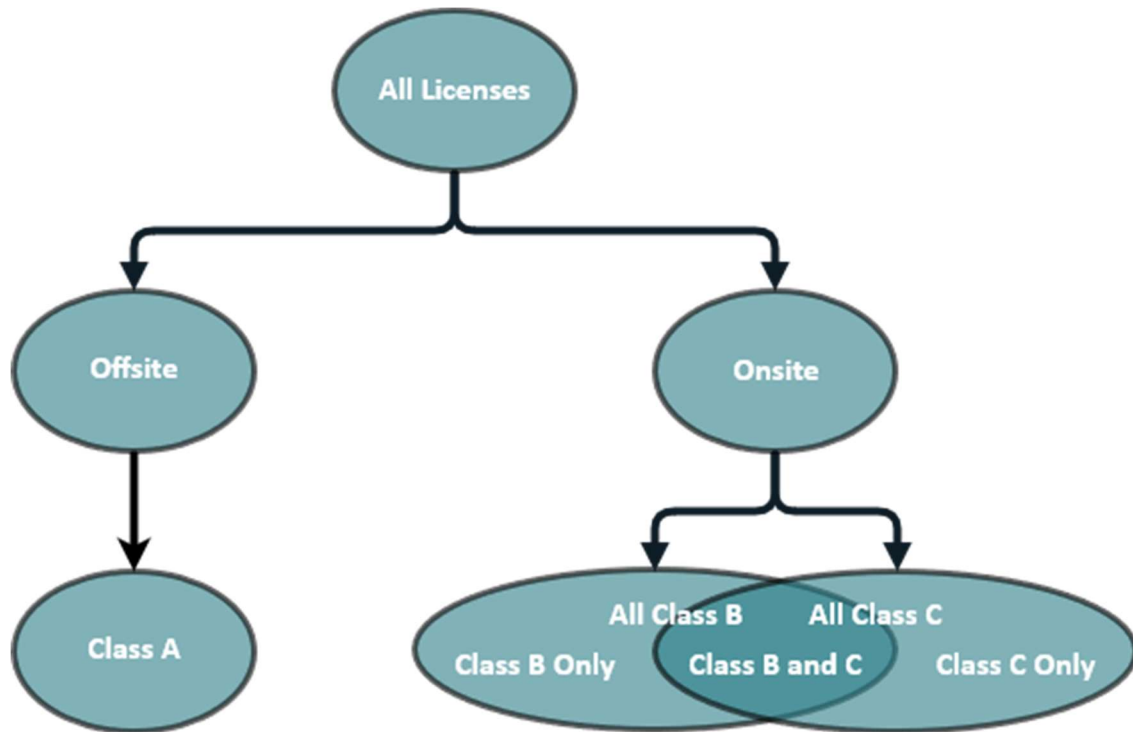 All Licenses
Offsite
Onsite
Class A
All Class B
All Class C
Class B Only
Class B and C
Class C Only